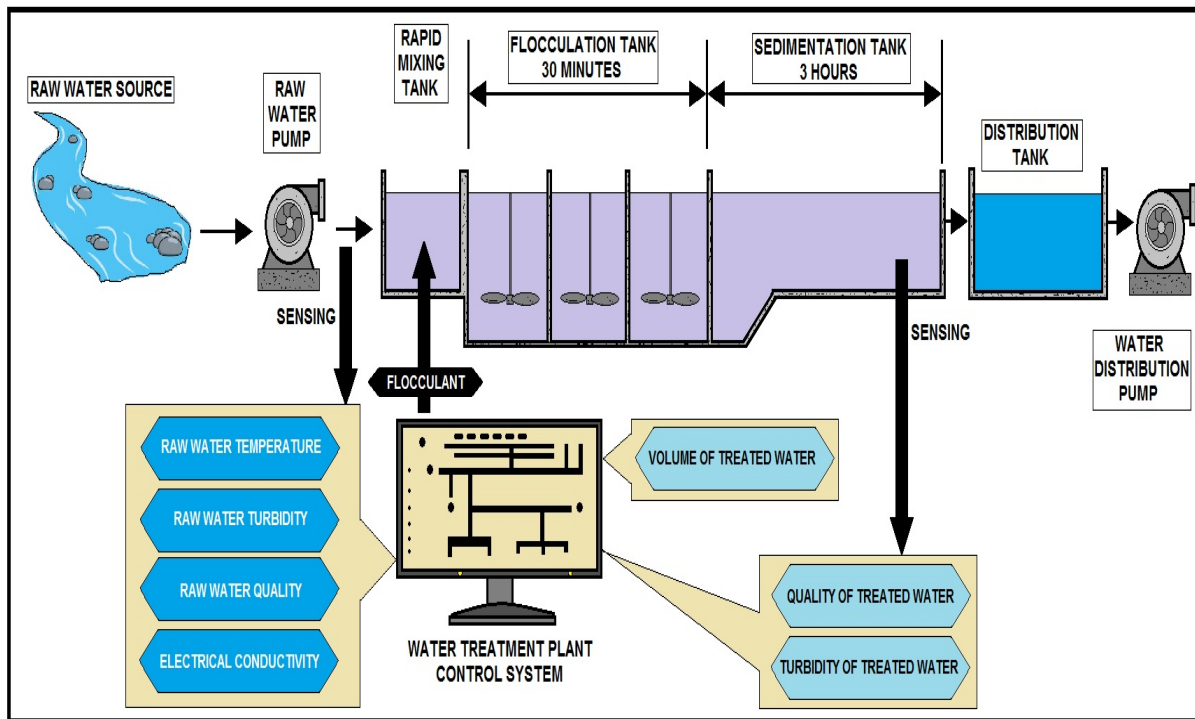 RAW WATER SOURCE
RAW
WATER
PUMP
RAPID
MIXING
TANK
FLOCCULATION TANK
30 MINUTES
SEDIMENTATION TANK
3 HOURS
DISTRIBUTION
TANK
WATER
DISTRIBUTION
PUMP
SENSING
FLOCCULANT
SENSING
RAW WATER TEMPERATURE
RAW WATER TURBIDITY
RAW WATER QUALITY
ELECTRICAL CONDUCTIVITY
VOLUME OF TREATED WATER
QUALITY OF TREATED WATER
TURBIDITY OF TREATED WATER
WATER TREATMENT PLANT
CONTROL SYSTEM